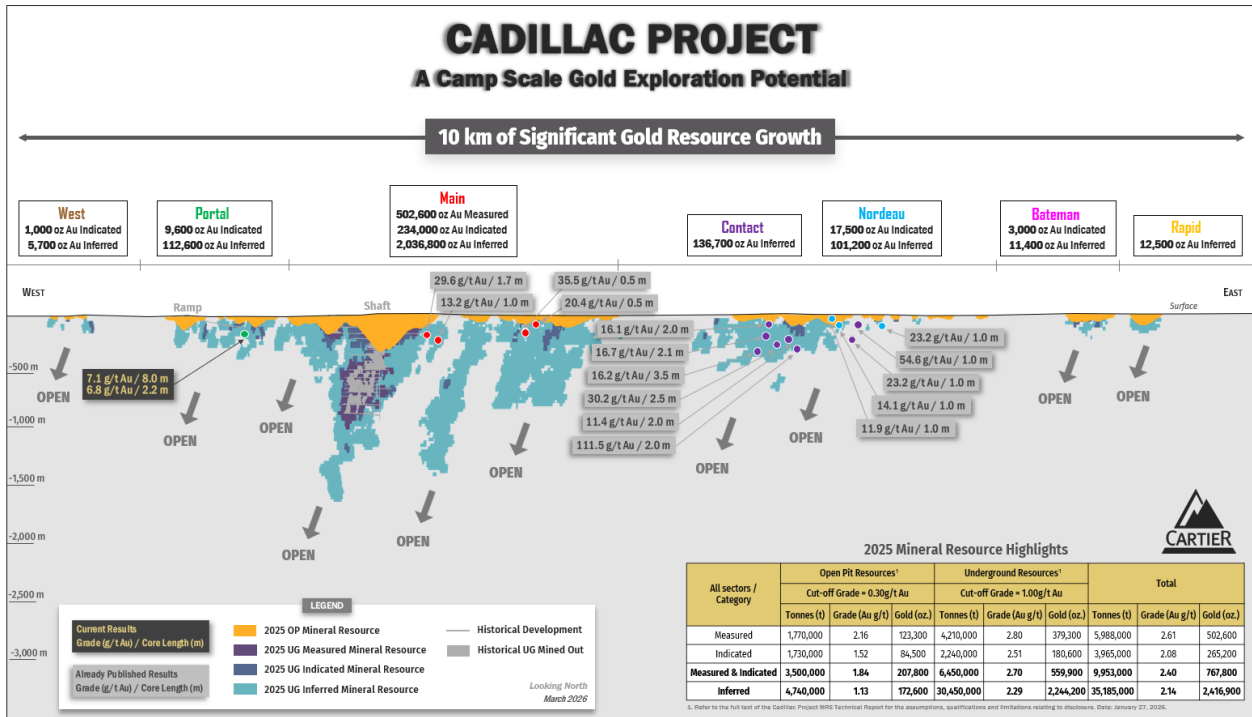 CADILLAC PROJECT
A Camp Scale Gold Exploration Potential
10 km of Significant Gold Resource Growth
West
1,000 oz Au Indicated
5,700 oz Au Inferred
Portal
9,600 oz Au Indicated
112,600 oz Au Inferred
Main
502,600 oz Au Measured
234,000 oz Au Indicated
2,036,800 oz Au Inferred
Contact
136,700 oz Au Inferred
Nordeau
17,500 oz Au Indicated
101,200 oz Au Inferred
Bateman
3,000 oz Au Indicated
11,400 oz Au Inferred
Rapid
12,500 oz Au Inferred
WEST
EAST
Ramp
Shaft
Surface
29.6 g/t Au / 1.7 m
13.2 g/t Au / 1.0 m
35.5 g/t Au / 0.5 m
20.4 g/t Au / 0.5 m
16.1 g/t Au / 2.0 m
16.7 g/t Au / 2.1 m
16.2 g/t Au / 3.5 m
30.2 g/t Au / 2.5 m
11.4 g/t Au / 2.0 m
111.5 g/t Au / 2.0 m
23.2 g/t Au / 1.0 m
54.6 g/t Au / 1.0 m
23.2 g/t Au / 1.0 m
14.1 g/t Au / 1.0 m
11.9 g/t Au / 1.0 m
7.1 g/t Au / 8.0 m
6.8 g/t Au / 2.2 m
-500 m
-1,000 m
-1,500 m
-2,000 m
-2,500 m
-3,000 m
OPEN
OPEN
OPEN
OPEN
OPEN
OPEN
OPEN
OPEN
OPEN
OPEN
CARTIER
LEGEND
Current Results
Grade (g/t Au) / Core Length (m)
Already Published Results
Grade (g/t Au) / Core Length (m)
2025 OP Mineral Resource
2025 UG Measured Mineral Resource
2025 UG Indicated Mineral Resource
2025 UG Inferred Mineral Resource
Historical Development
Historical UG Mined Out
Looking North
March 2026
2025 Mineral Resource Highlights
All sectors / Category Open Pit Resources¹ Underground Resources¹ Total
Cut-off Grade = 0.30g/t Au Cut-off Grade = 1.00g/t Au
Tonnes (t) Grade (Au g/t) Gold (oz.) Tonnes (t) Grade (Au g/t) Gold (oz.) Tonnes (t) Grade (Au g/t) Gold (oz.)
Measured 1,770,000 2.16 123,300 4,210,000 2.80 379,300 5,988,000 2.61 502,600
Indicated 1,730,000 1.52 84,500 2,240,000 2.51 180,600 3,965,000 2.08 265,200
Measured & Indicated 3,500,000 1.84 207,800 6,450,000 2.70 559,900 9,953,000 2.40 767,800
Inferred 4,740,000 1.13 172,600 30,450,000 2.29 2,244,200 35,185,000 2.14 2,416,900
1. Refer to the full text of the Cadillac Project MRE Technical Report for the assumptions, qualifications and limitations relating to disclosure. Date: January 27, 2026.